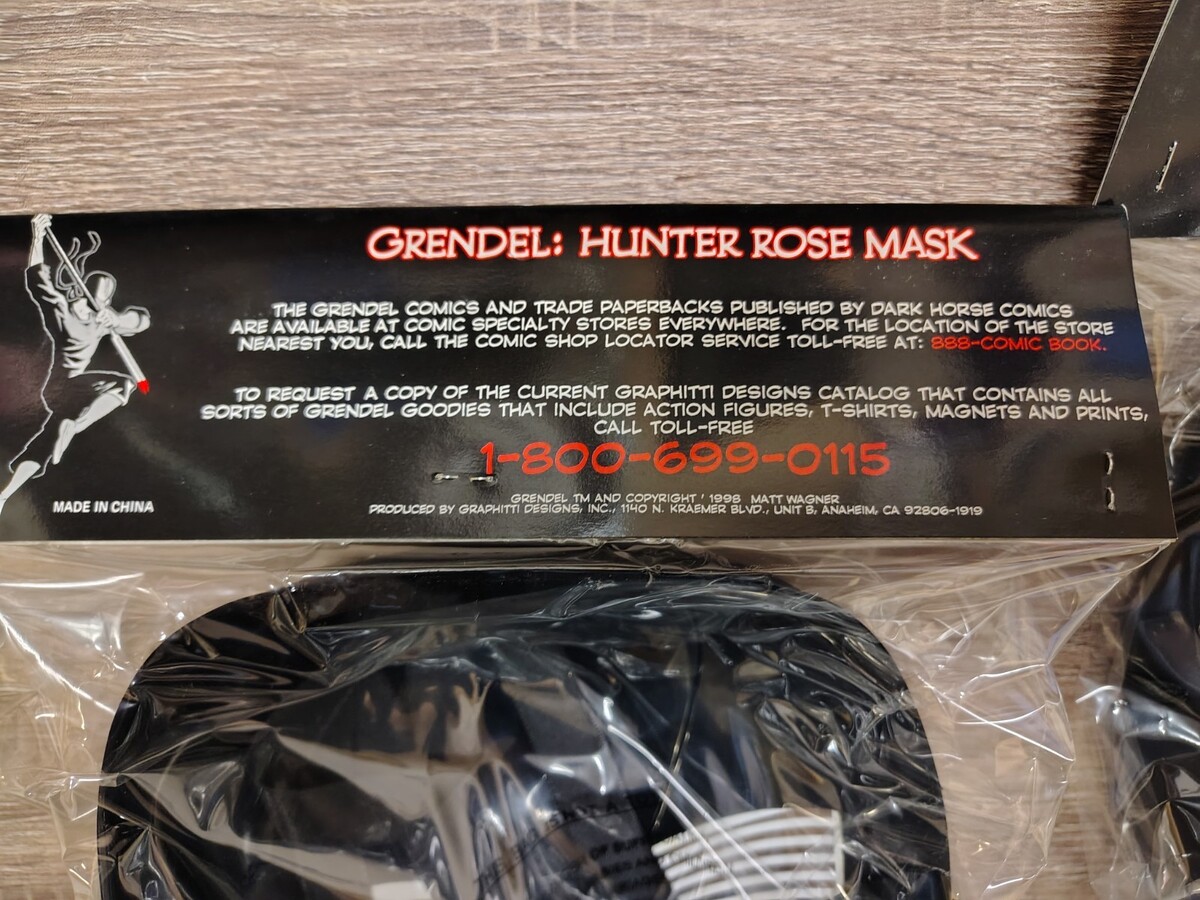 GRENDEL: HUNTER ROSE MASK
THE GRENDEL COMICS AND TRADE PAPERBACKS PUBLISHED BY DARK HORSE COMICS
ARE AVAILABLE AT COMIC SPECIALTY STORES EVERYWHERE. FOR THE LOCATION OF THE STORE
NEAREST YOU, CALL THE COMIC SHOP LOCATOR SERVICE TOLL-FREE AT: 888-COMIC BOOK.
TO REQUEST A COPY OF THE CURRENT GRAPHITTI DESIGNS CATALOG THAT CONTAINS ALL
SORTS OF GRENDEL GOODIES THAT INCLUDE ACTION FIGURES, T-SHIRTS, MAGNETS AND PRINTS,
CALL TOLL-FREE
1-800-699-0115
GRENDEL TM AND COPYRIGHT ' 1998 MATT WAGNER
PRODUCED BY GRAPHITTI DESIGNS, INC., 1140 N. KRAEMER BLVD., UNIT B, ANAHEIM, CA 92806-1919
MADE IN CHINA